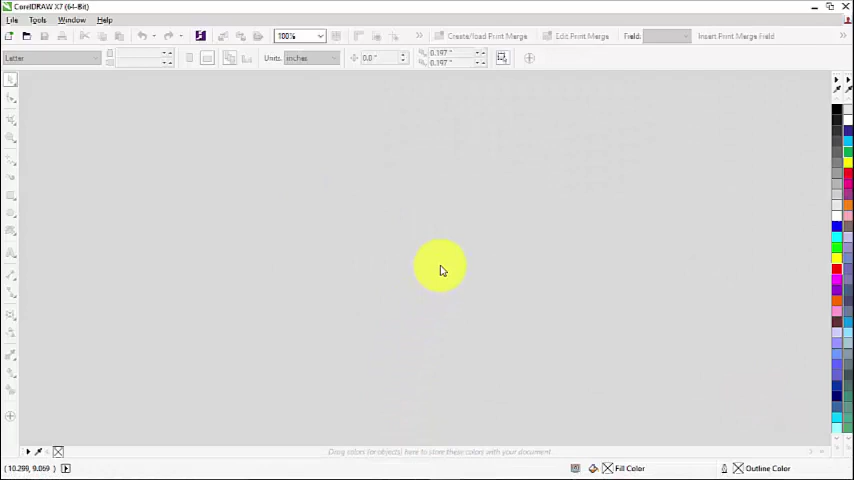 CorelDRAW X7 (64-Bit)
File Tools Window Help
100% Create/load Print Merge Edit Print Merge Field: Insert Print Merge Field
Letter Units: inches 0.0 " 0.197 "
0.197 "
Drag colors (or objects) here to store these colors with your document
(10.299, 9.069 ) Fill Color Outline Color